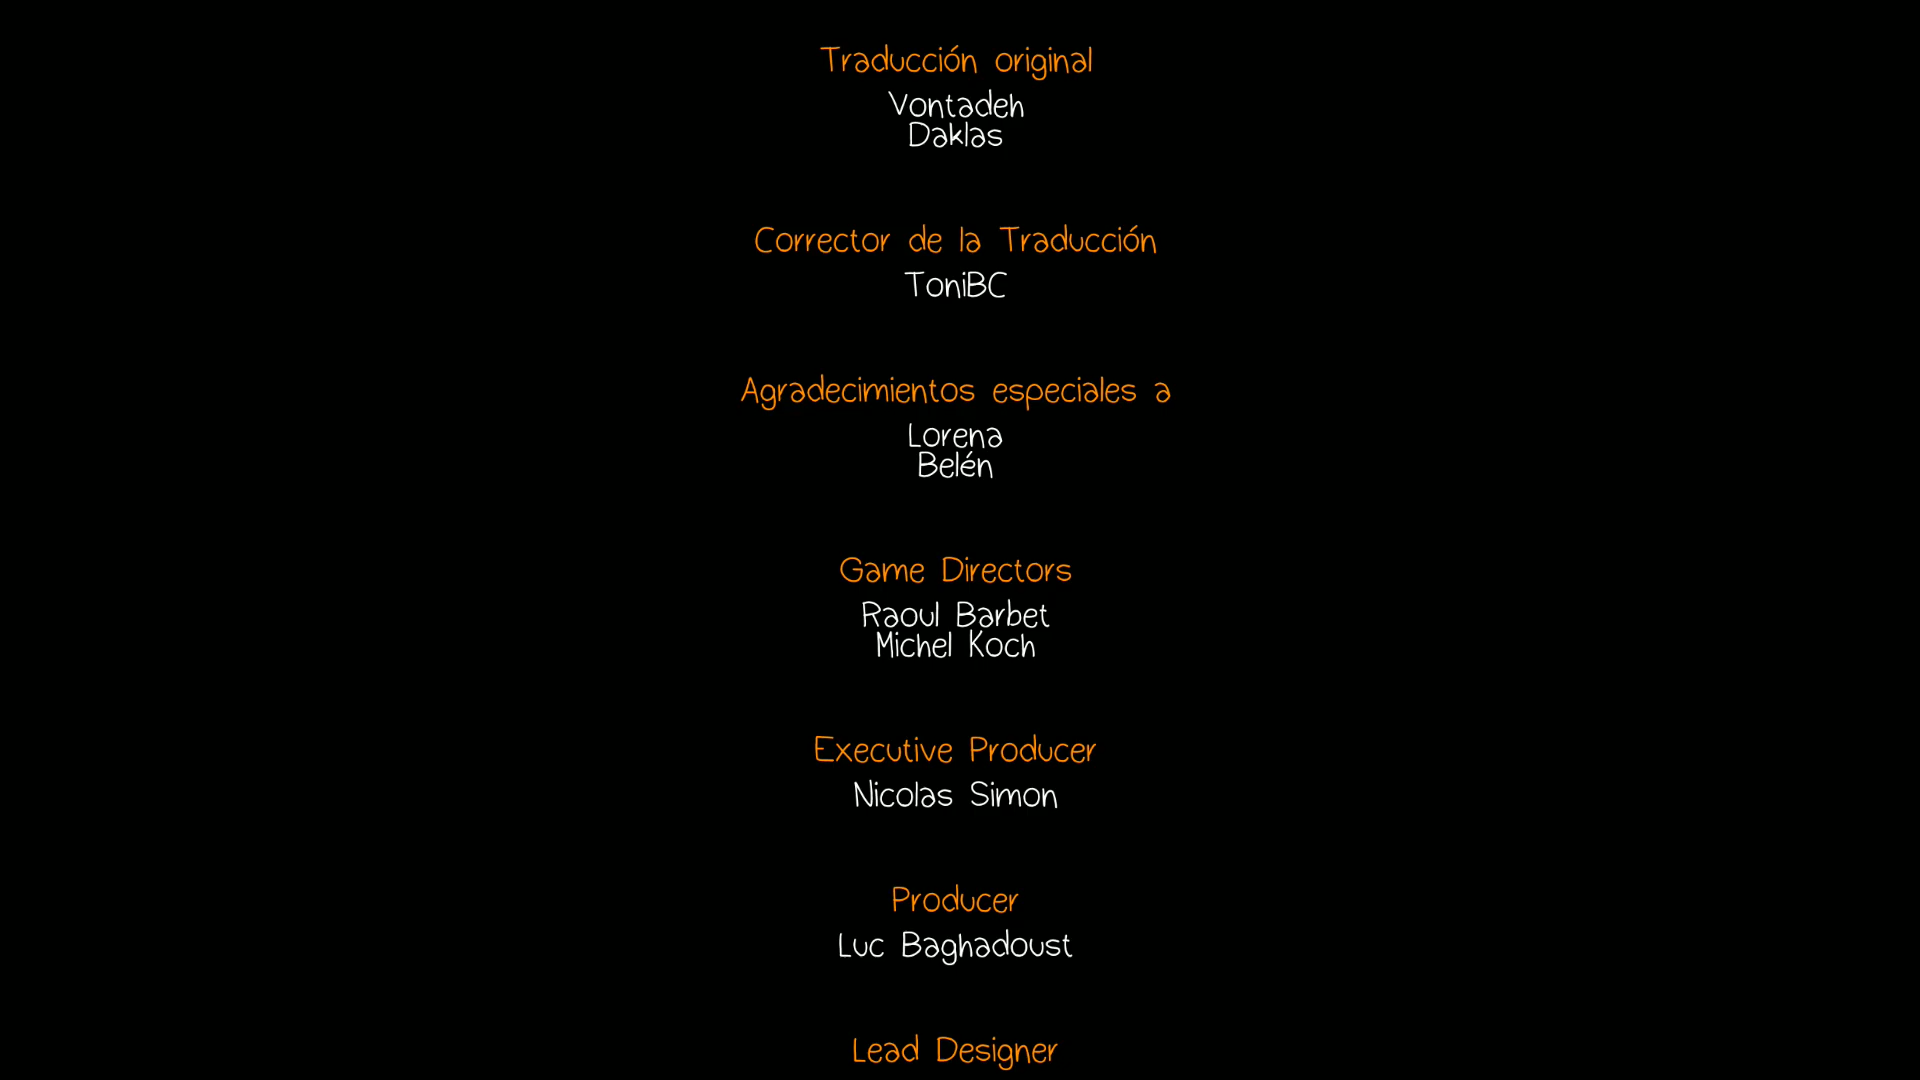 Traducción original
Vontadeh
Daklas
Corrector de la Traducción
ToniBC
Agradecimientos especiales a
Lorena
Belén
Game Directors
Raoul Barbet
Michel Koch
Executive Producer
Nicolas Simon
Producer
Luc Baghadoust
Lead Designer